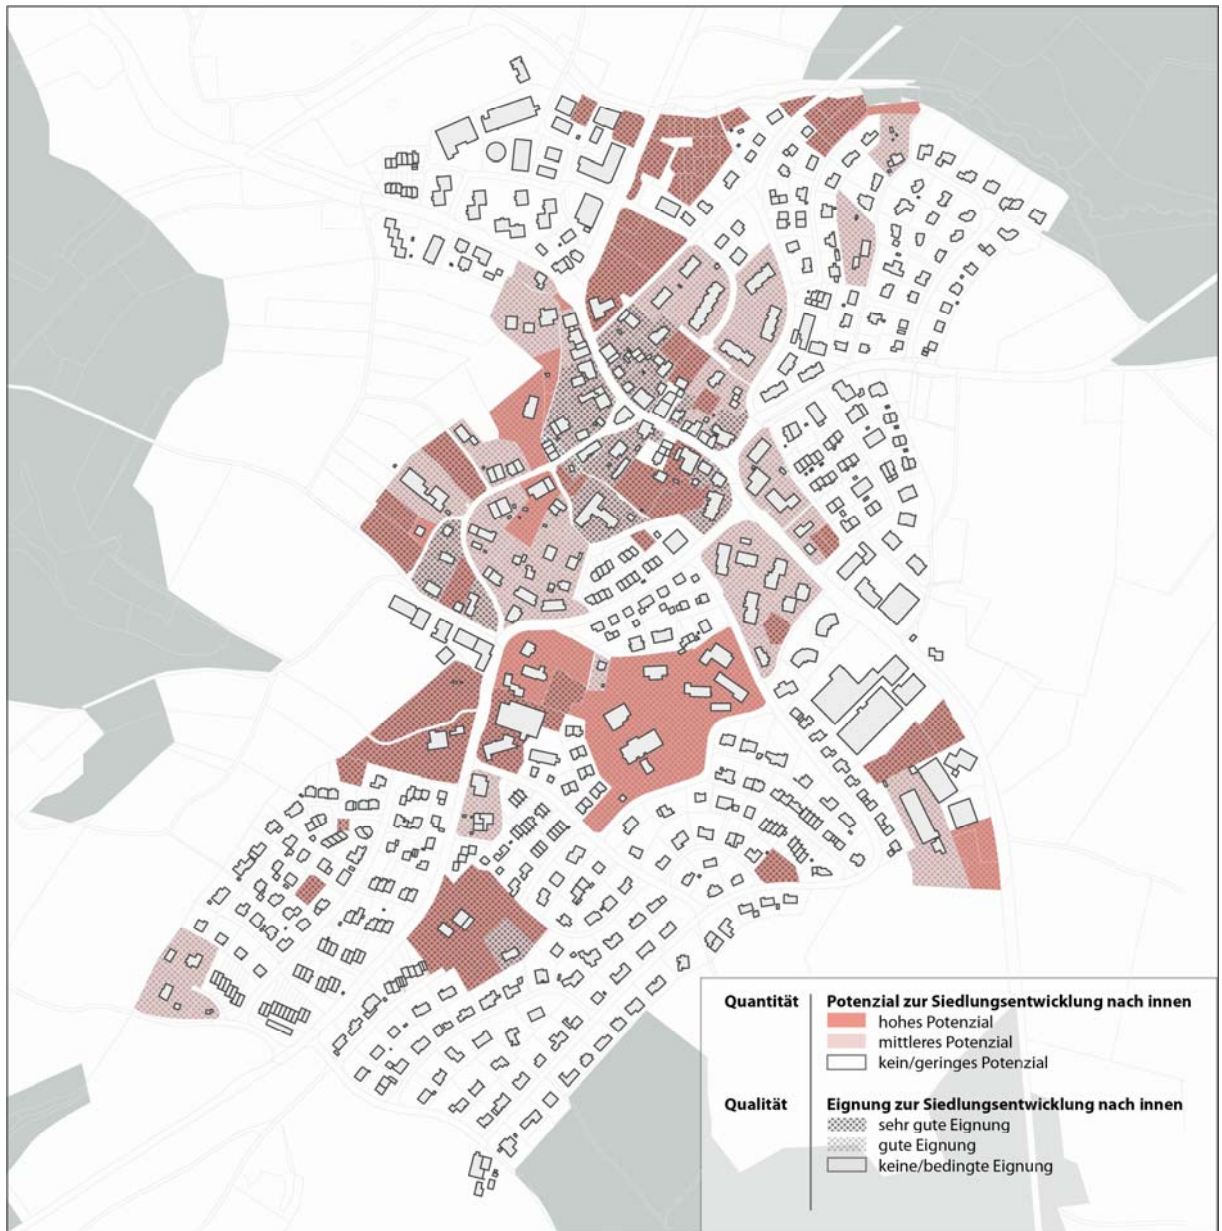 Quantität Potenzial zur Siedlungsentwicklung nach innen
hohes Potenzial
mittleres Potenzial
kein/geringes Potenzial
Qualität Eignung zur Siedlungsentwicklung nach innen
sehr gute Eignung
gute Eignung
keine/bedingte Eignung